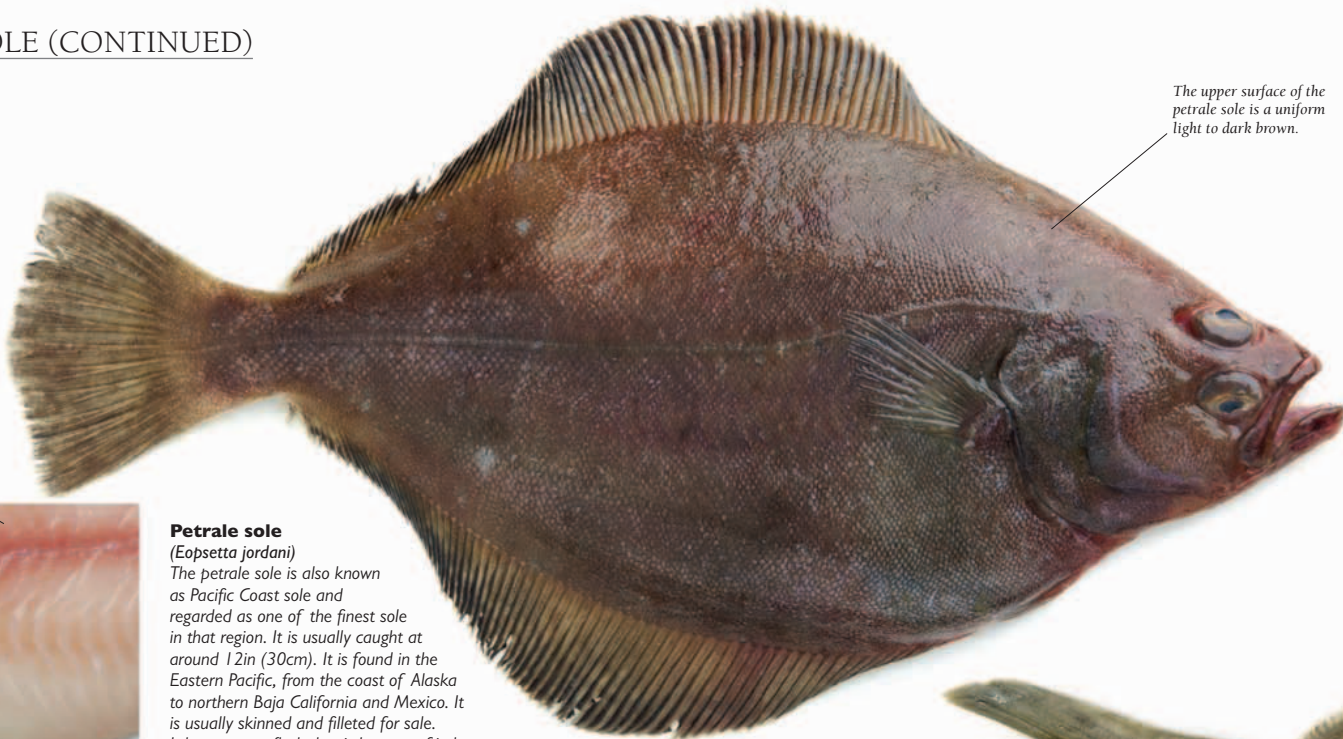 OLE (CONTINUED)
The upper surface of the
petrale sole is a uniform
light to dark brown.
Petrale sole
(Eopsetta jordani)
The petrale sole is also known
as Pacific Coast sole and
regarded as one of the finest sole
in that region. It is usually caught at
around 12in (30cm). It is found in the
Eastern Pacific, from the coast of Alaska
to northern Baja California and Mexico. It
is usually skinned and filleted for sale.